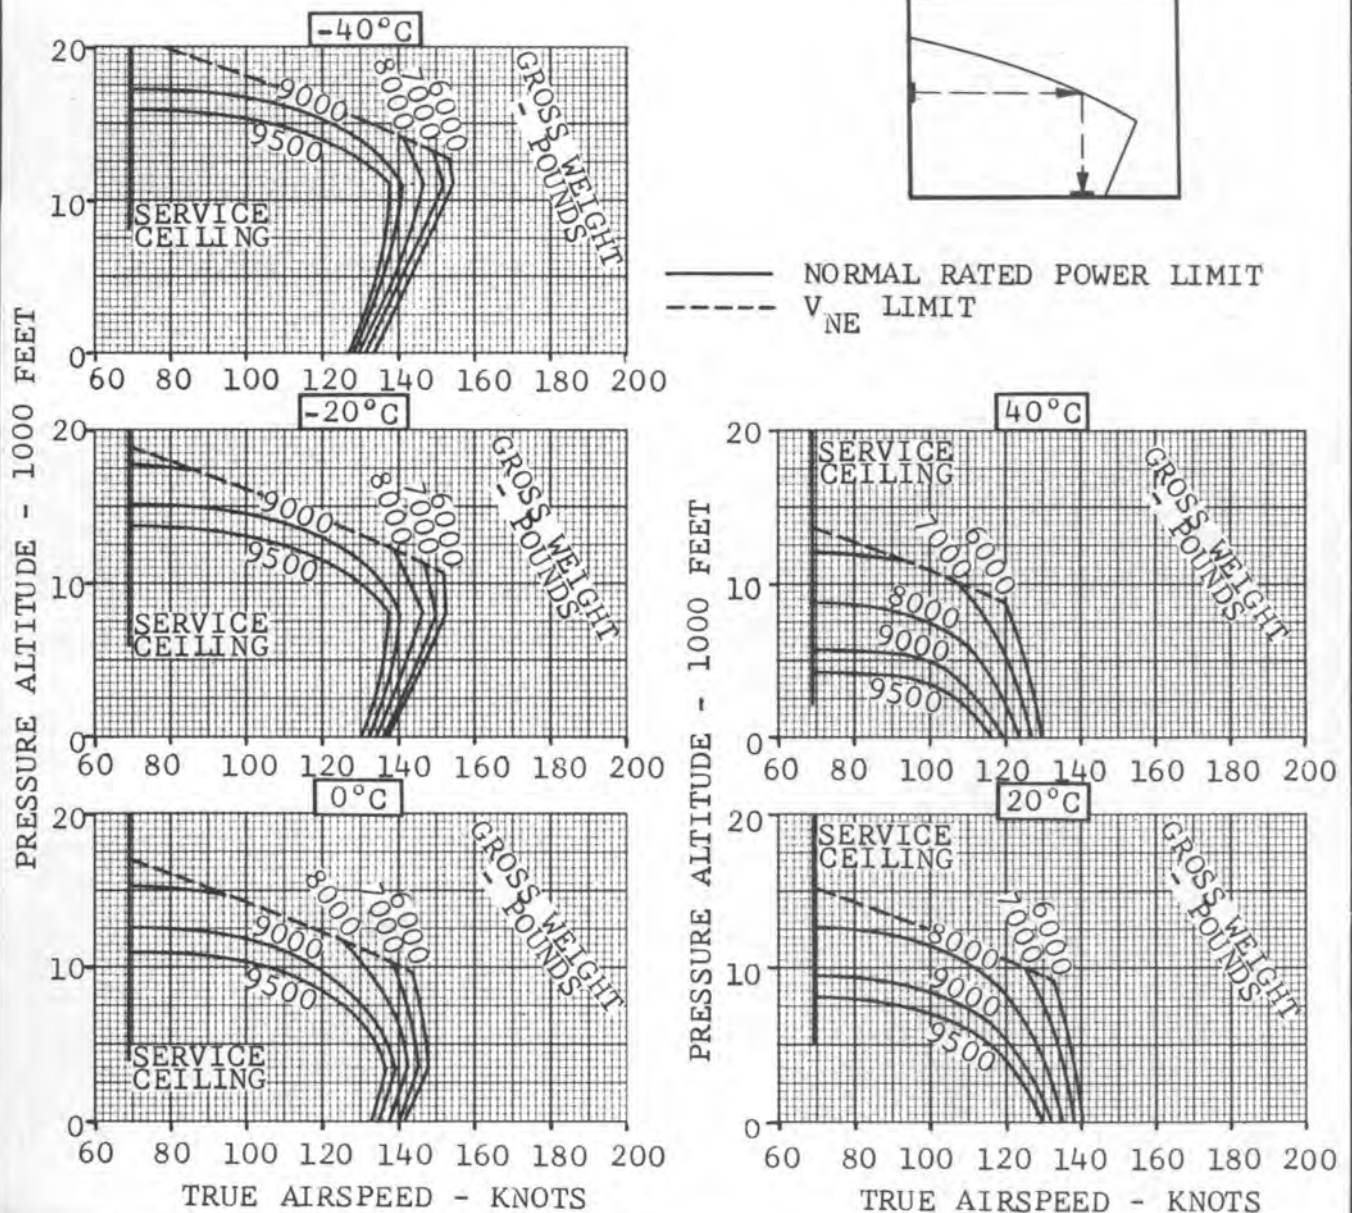 -40°C
20
10
0
9000
9500
8000
7000
6000
GROSS WEIGHT
- POUNDS
SERVICE
CEILING
60 80 100 120 140 160 180 200
NORMAL RATED POWER LIMIT
V NE LIMIT
PRESSURE ALTITUDE - 1000 FEET
-20°C
20
10
0
9000
9500
8000
7000
6000
GROSS WEIGHT
- POUNDS
SERVICE
CEILING
60 80 100 120 140 160 180 200
0°C
20
10
0
9000
9500
8000
7000
6000
GROSS WEIGHT
- POUNDS
SERVICE
CEILING
60 80 100 120 140 160 180 200
TRUE AIRSPEED - KNOTS
PRESSURE ALTITUDE - 1000 FEET
40°C
20
10
0
SERVICE
CEILING
7000
6000
8000
9000
9500
GROSS WEIGHT
- POUNDS
60 80 100 120 140 160 180 200
20°C
20
10
0
SERVICE
CEILING
8000
7000
6000
9000
9500
GROSS WEIGHT
- POUNDS
60 80 100 120 140 160 180 200
TRUE AIRSPEED - KNOTS